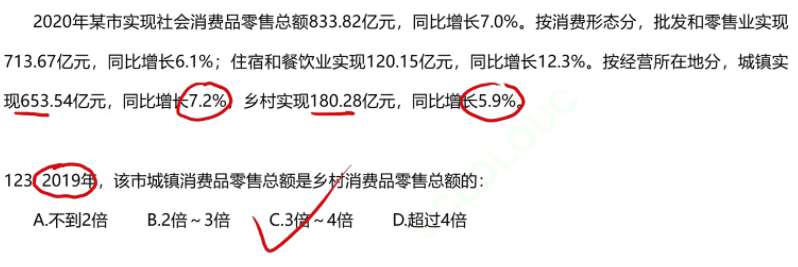 2020年某市实现社会消费品零售总额833.82亿元，同比增长7.0%。按消费形态分，批发和零售业实现
713.67亿元，同比增长6.1%；住宿和餐饮业实现120.15亿元，同比增长12.3%。按经营所在地分，城镇实
现653.54亿元，同比增长7.2%，乡村实现180.28亿元，同比增长5.9%。
123 2019年，该市城镇消费品零售总额是乡村消费品零售总额的：
A.不到2倍 B.2倍～3倍 C.3倍～4倍 D.超过4倍